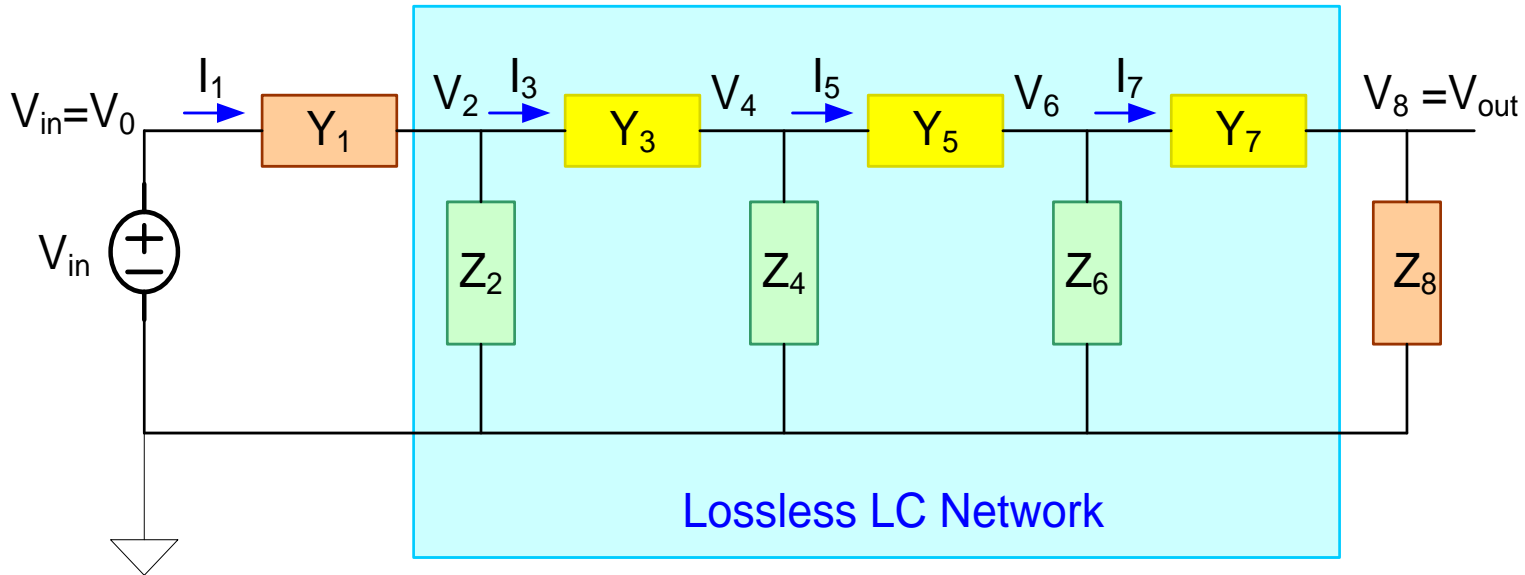 I₁
I₃
I₅
I₇
Vin=V₀
Y₁
V₂
Y₃
V₄
Y₅
V₆
Y₇
V₈ =Vout
Vin
+
−
Z₂
Z₄
Z₆
Z₈
Lossless LC Network